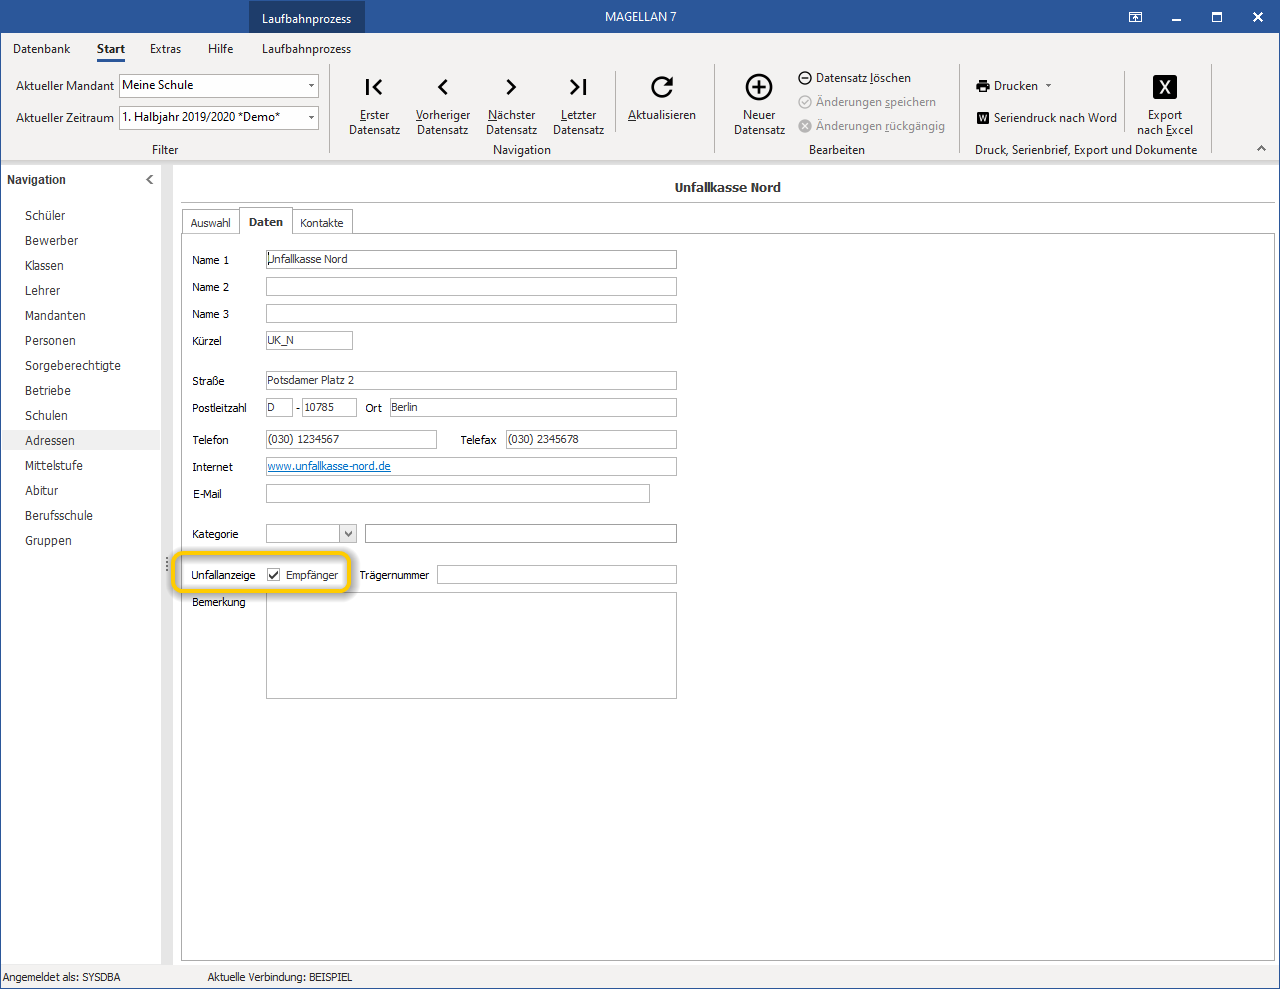 Laufbahnprozess
MAGELLAN 7
Datenbank Start Extras Hilfe Laufbahnprozess
Aktueller Mandant Meine Schule
Aktueller Zeitraum 1. Halbjahr 2019/2020 *Demo*
Filter
Erster Datensatz
Vorheriger Datensatz
Nächster Datensatz
Letzter Datensatz
Aktualisieren
Navigation
Neuer Datensatz
Datensatz löschen
Änderungen speichern
Änderungen rückgängig
Bearbeiten
Drucken
W Seriendruck nach Word
X
Export nach Excel
Druck, Serienbrief, Export und Dokumente
Navigation
Schüler
Bewerber
Klassen
Lehrer
Mandanten
Personen
Sorgeberechtigte
Betriebe
Schulen
Adressen
Mittelstufe
Abitur
Berufsschule
Gruppen
Unfallkasse Nord
Auswahl Daten Kontakte
Name 1 Unfallkasse Nord
Name 2
Name 3
Kürzel UK_N
Straße Potsdamer Platz 2
Postleitzahl D - 10785 Ort Berlin
Telefon (030) 1234567 Telefax (030) 2345678
Internet www.unfallkasse-nord.de
E-Mail
Kategorie
Unfallanzeige Empfänger Trägernummer
Bemerkung
Angemeldet als: SYSDBA Aktuelle Verbindung: BEISPIEL